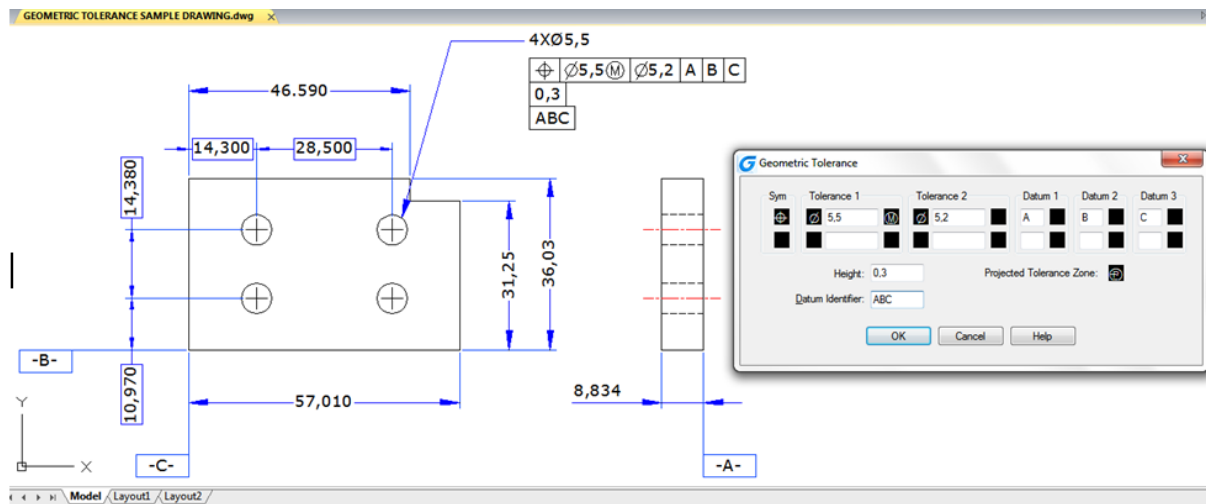 GEOMETRIC TOLERANCE SAMPLE DRAWING.dwg X
4XØ5,5
⌖ Ø5,5Ⓜ Ø5,2 A B C
0,3
ABC
46.590
14,300 28,500
14,380
31,25
36,03
10,970
-B-
57,010
8,834
-C-
-A-
Y
X
G Geometric Tolerance X
Sym Tolerance 1 Tolerance 2 Datum 1 Datum 2 Datum 3
⌖ Ø 5,5 Ⓜ Ø 5,2 A B C
Height: 0,3 Projected Tolerance Zone: Ⓟ
Datum Identifier: ABC
OK Cancel Help
Model Layout1 Layout2